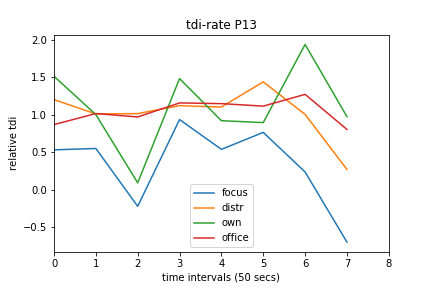 tdi-rate P13
2.0
1.5
1.0
0.5
0.0
−0.5
relative tdi
focus
distr
own
office
0 1 2 3 4 5 6 7 8
time intervals (50 secs)